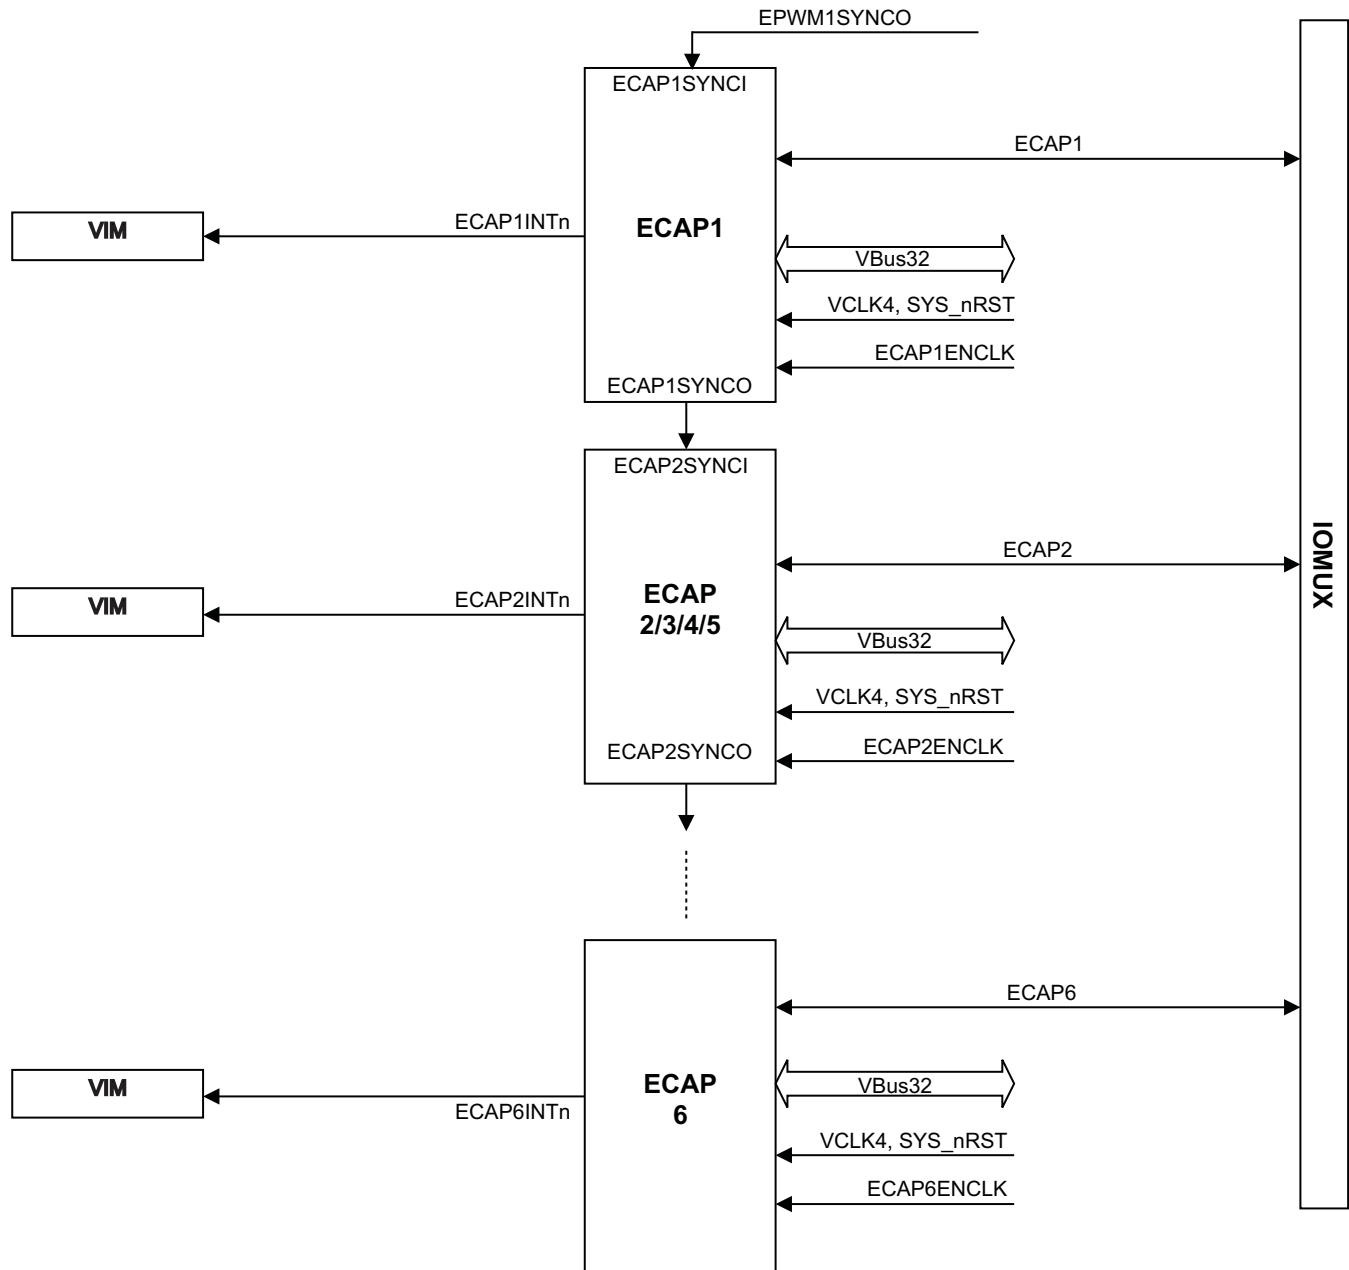 EPWM1SYNCO
ECAP1SYNCI
ECAP1
VIM
ECAP1INTn
ECAP1
VBus32
VCLK4, SYS_nRST
ECAP1ENCLK
ECAP1SYNCO
ECAP2SYNCI
IOMUX
ECAP2
VIM
ECAP2INTn
ECAP
2/3/4/5
VBus32
VCLK4, SYS_nRST
ECAP2SYNCO
ECAP2ENCLK
ECAP6
VIM
ECAP6INTn
ECAP
6
VBus32
VCLK4, SYS_nRST
ECAP6ENCLK